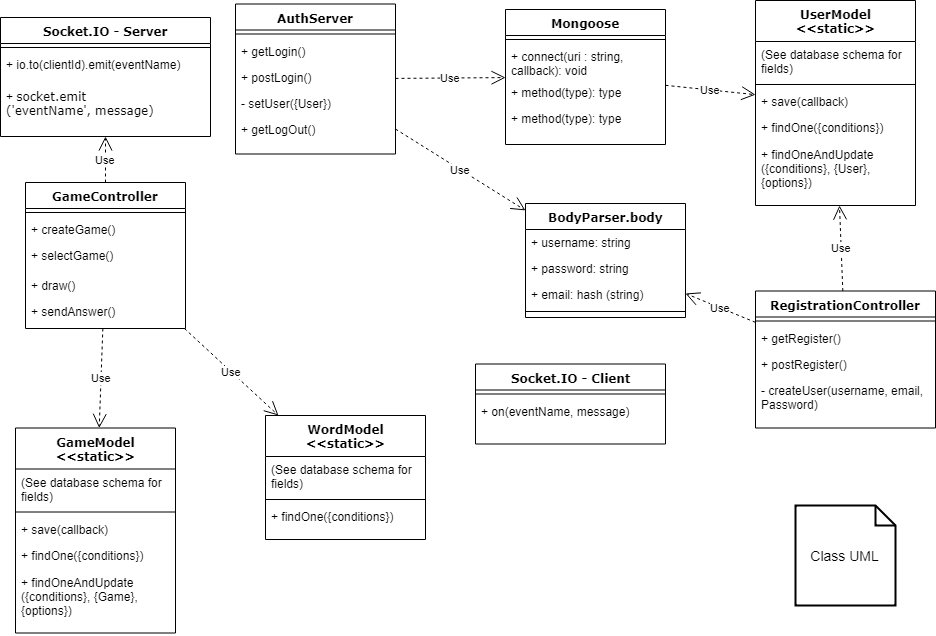 Socket.IO - Server
+ io.to(clientId).emit(eventName)
+ socket.emit
('eventName', message)
AuthServer
+ getLogin()
+ postLogin()
- setUser({User})
+ getLogOut()
Mongoose
+ connect(uri : string,
callback): void
+ method(type): type
+ method(type): type
UserModel
<<static>>
(See database schema for
fields)
+ save(callback)
+ findOne({conditions})
+ findOneAndUpdate
({conditions}, {User},
{options})
Use
Use
Use
Use
GameController
+ createGame()
+ selectGame()
+ draw()
+ sendAnswer()
BodyParser.body
+ username: string
+ password: string
+ email: hash (string)
Use
Use
RegistrationController
+ getRegister()
+ postRegister()
- createUser(username, email,
Password)
Use
Use
Socket.IO - Client
+ on(eventName, message)
GameModel
<<static>>
(See database schema for
fields)
+ save(callback)
+ findOne({conditions})
+ findOneAndUpdate
({conditions}, {Game},
{options})
WordModel
<<static>>
(See database schema for
fields)
+ findOne({conditions})
Class UML